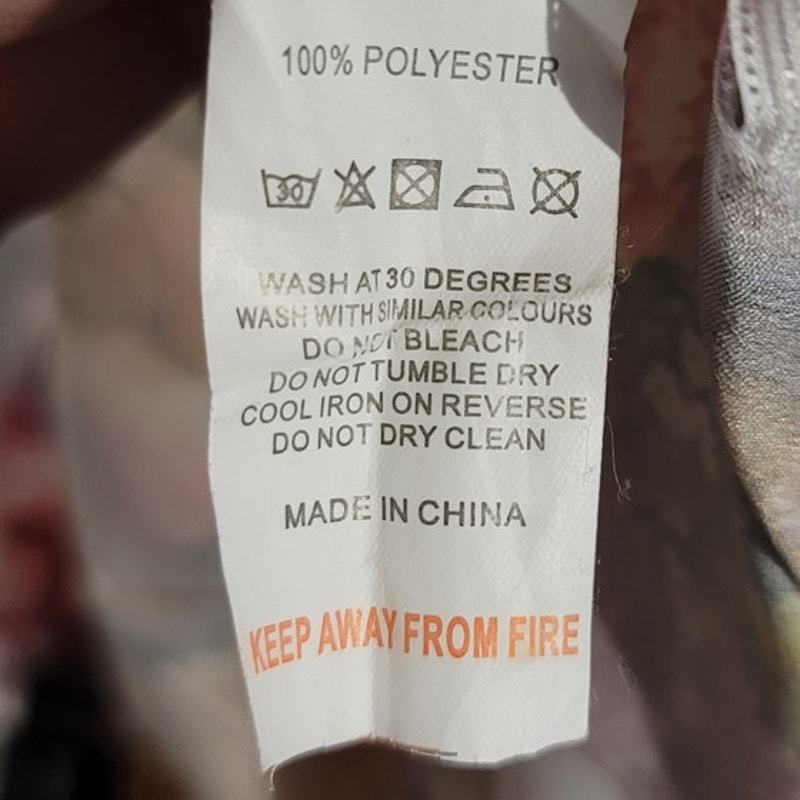 100% POLYESTER
30
WASH AT 30 DEGREES
WASH WITH SIMILAR COLOURS
DO NOT BLEACH
DO NOT TUMBLE DRY
COOL IRON ON REVERSE
DO NOT DRY CLEAN
MADE IN CHINA
KEEP AWAY FROM FIRE